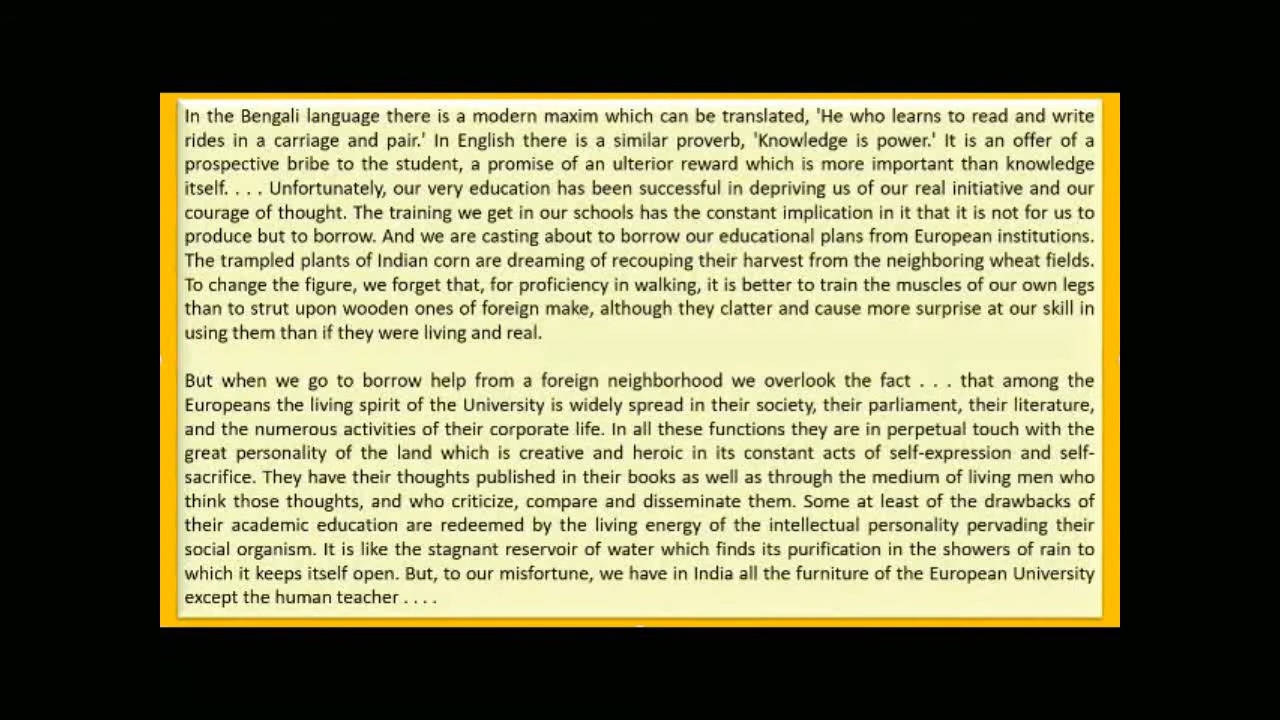 In the Bengali language there is a modern maxim which can be translated, 'He who learns to read and write
rides in a carriage and pair.' In English there is a similar proverb, 'Knowledge is power.' It is an offer of a
prospective bribe to the student, a promise of an ulterior reward which is more important than knowledge
itself. . . . Unfortunately, our very education has been successful in depriving us of our real initiative and our
courage of thought. The training we get in our schools has the constant implication in it that it is not for us to
produce but to borrow. And we are casting about to borrow our educational plans from European institutions.
The trampled plants of Indian corn are dreaming of recouping their harvest from the neighboring wheat fields.
To change the figure, we forget that, for proficiency in walking, it is better to train the muscles of our own legs
than to strut upon wooden ones of foreign make, although they clatter and cause more surprise at our skill in
using them than if they were living and real.
But when we go to borrow help from a foreign neighborhood we overlook the fact . . . that among the
Europeans the living spirit of the University is widely spread in their society, their parliament, their literature,
and the numerous activities of their corporate life. In all these functions they are in perpetual touch with the
great personality of the land which is creative and heroic in its constant acts of self-expression and self-
sacrifice. They have their thoughts published in their books as well as through the medium of living men who
think those thoughts, and who criticize, compare and disseminate them. Some at least of the drawbacks of
their academic education are redeemed by the living energy of the intellectual personality pervading their
social organism. It is like the stagnant reservoir of water which finds its purification in the showers of rain to
which it keeps itself open. But, to our misfortune, we have in India all the furniture of the European University
except the human teacher . . . .